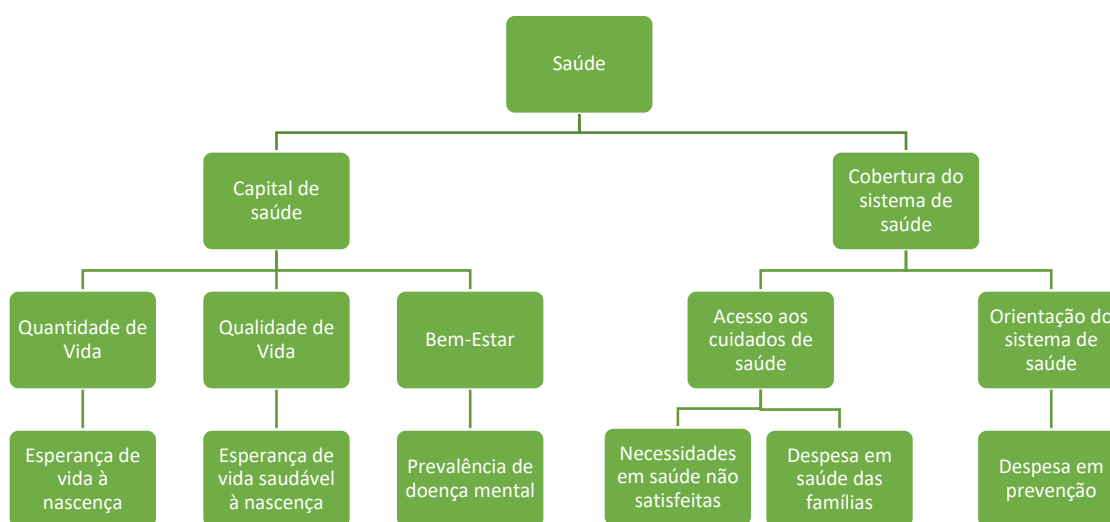 Saúde
Capital de
saúde
Cobertura do
sistema de
saúde
Quantidade de
Vida
Qualidade de
Vida
Bem-Estar
Acesso aos
cuidados de
saúde
Orientação do
sistema de
saúde
Esperança de
vida à
nascença
Esperança de
vida saudável
à nascença
Prevalência de
doença mental
Necessidades
em saúde não
satisfeitas
Despesa em
saúde das
famílias
Despesa em
prevenção